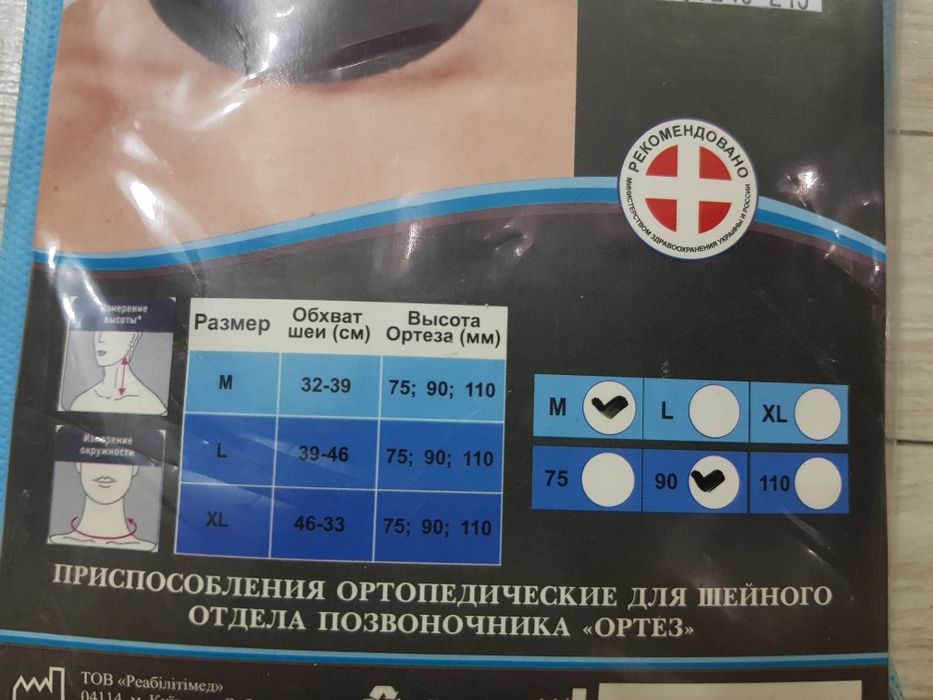 РЕКОМЕНДОВАНО
МИНИСТЕРСТВОМ ЗДРАВООХРАНЕНИЯ УКРАИНЫ И РОССИИ
Измерение
высоты*
Измерение
окружности
Размер Обхват шеи (см) Высота Ортеза (мм)
M 32-39 75; 90; 110
L 39-46 75; 90; 110
XL 46-33 75; 90; 110
M L XL
75 90 110
ПРИСПОСОБЛЕНИЯ ОРТОПЕДИЧЕСКИЕ ДЛЯ ШЕЙНОГО
ОТДЕЛА ПОЗВОНОЧНИКА «ОРТЕЗ»
ТОВ «Реабілітімед»
04114, м.